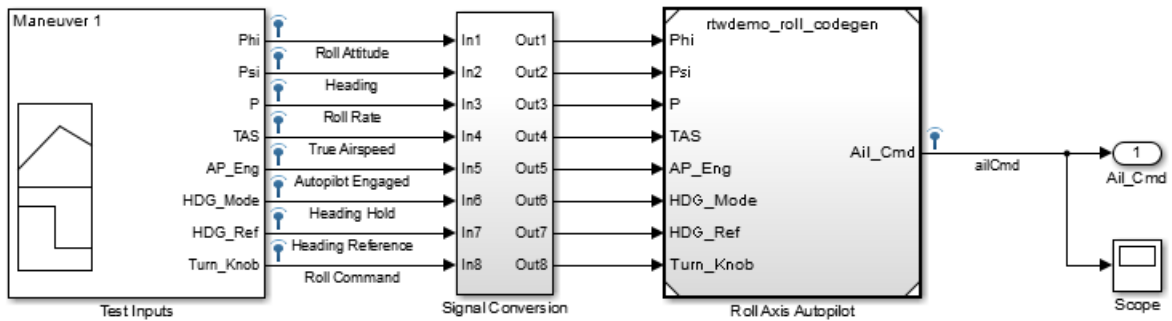 Maneuver 1
Phi
Psi
P
TAS
AP_Eng
HDG_Mode
HDG_Ref
Turn_Knob
Test Inputs
Roll Attitude
Heading
Roll Rate
True Airspeed
Autopilot Engaged
Heading Hold
Heading Reference
Roll Command
In1 Out1
In2 Out2
In3 Out3
In4 Out4
In5 Out5
In6 Out6
In7 Out7
In8 Out8
Signal Conversion
rtwdemo_roll_codegen
Phi
Psi
P
TAS
AP_Eng
HDG_Mode
HDG_Ref
Turn_Knob
Ail_Cmd
Roll Axis Autopilot
ailCmd
1
Ail_Cmd
Scope